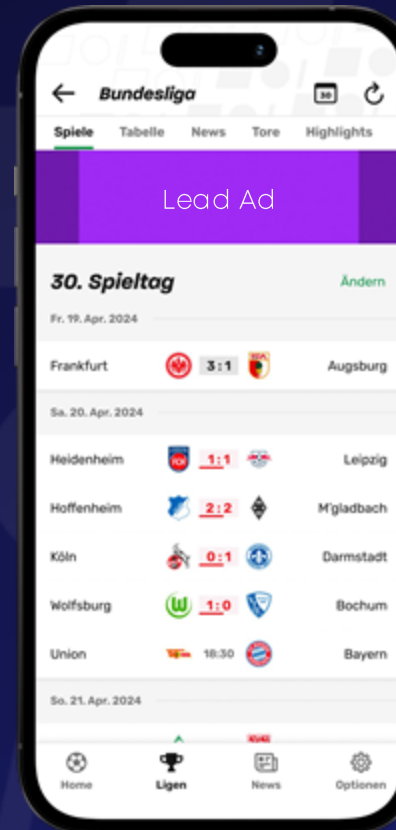 Bundesliga 30
Spiele Tabelle News Tore Highlights
Lead Ad
30. Spieltag Ändern
Fr. 19. Apr. 2024
Frankfurt 3:1 Augsburg
Sa. 20. Apr. 2024
Heidenheim 1:1 Leipzig
Hoffenheim 2:2 M'gladbach
Köln 0:1 Darmstadt
Wolfsburg 1:0 Bochum
Union 18:30 Bayern
So. 21. Apr. 2024
Home Ligen News Optionen